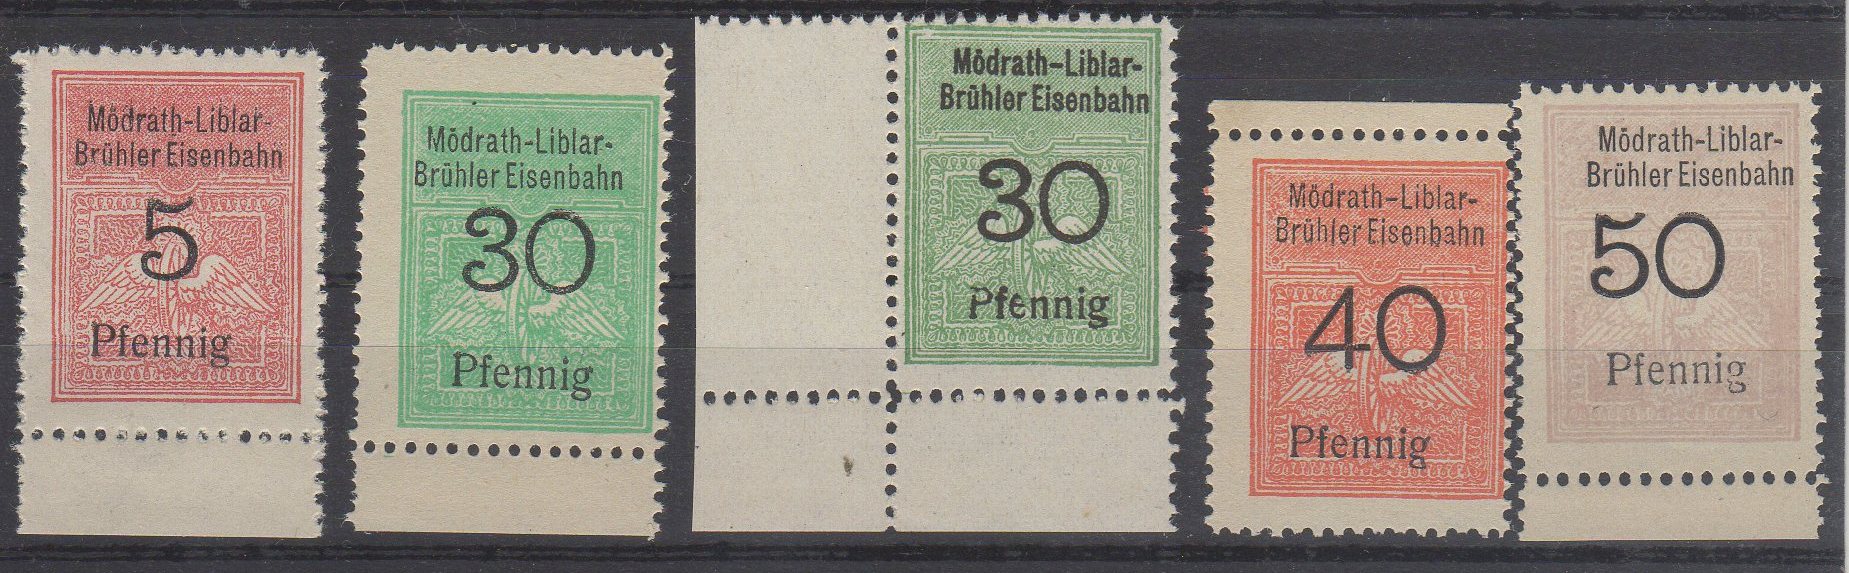 Mödrath-Liblar-
Brühler Eisenbahn
5
Pfennig
Mödrath-Liblar-
Brühler Eisenbahn
30
Pfennig
Mödrath-Liblar-
Brühler Eisenbahn
30
Pfennig
Mödrath-Liblar-
Brühler Eisenbahn
40
Pfennig
Mödrath-Liblar-
Brühler Eisenbahn
50
Pfennig